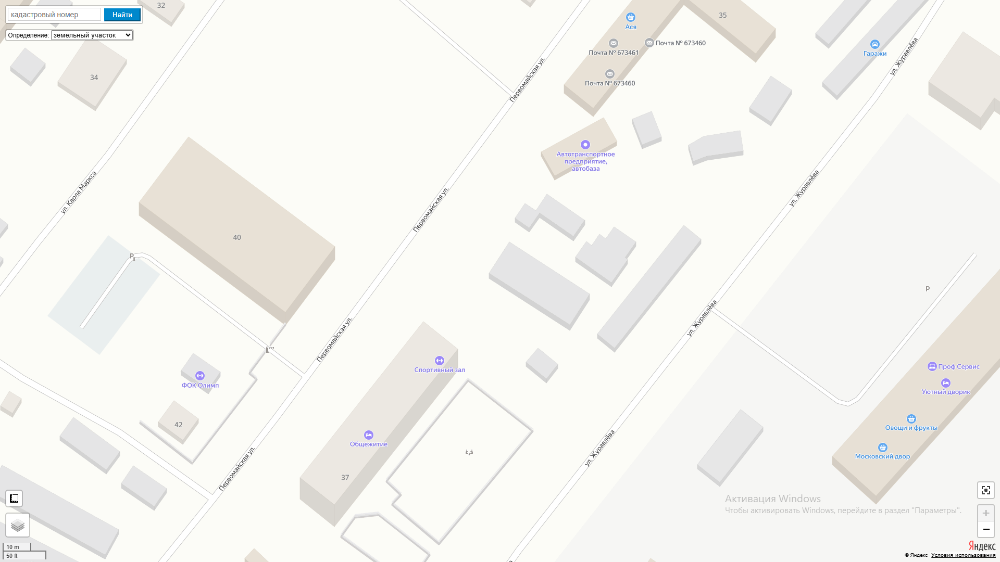 32
кадастровый номер
Найти
Определение:
земельный участок
35
Ася
Почта № 673461
Почта № 673460
Почта № 673460
Гаражи
34
ул. Журавлёва
Первомайская ул.
Автотранспортное
предприятие,
автобаза
ул. Карла Маркса
Первомайская ул.
ул. Журавлёва
40
P
P
Первомайская ул.
ул. Журавлёва
Спортивный зал
Проф Сервис
ФОК Олимп
Уютный дворик
42
Овощи и фрукты
Общежитие
ул. Журавлёва
Московский двор
Первомайская ул.
37
Активация Windows
Чтобы активировать Windows, перейдите в раздел "Параметры".
+
−
10 m
50 ft
Яндекс
© Яндекс Условия использования